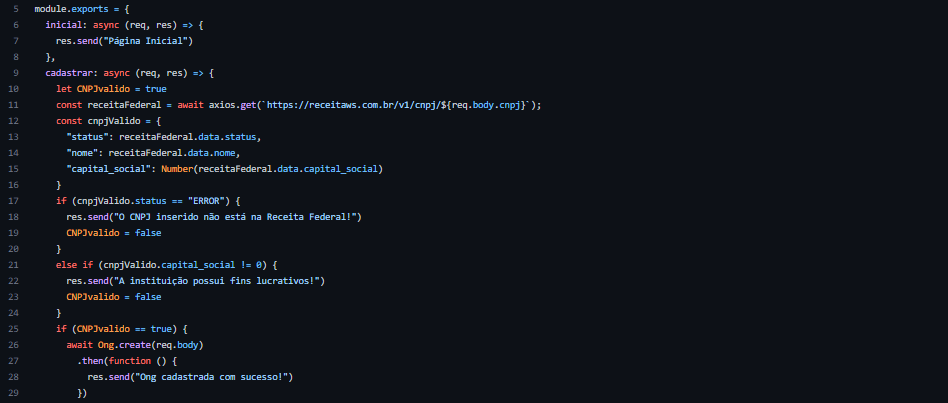 5 module.exports = {
6 inicial: async (req, res) => {
7 res.send("Página Inicial")
8 },
9 cadastrar: async (req, res) => {
10 let CNPJvalido = true
11 const receitaFederal = await axios.get(`https://receitaws.com.br/v1/cnpj/${req.body.cnpj}`);
12 const cnpjValido = {
13 "status": receitaFederal.data.status,
14 "nome": receitaFederal.data.nome,
15 "capital_social": Number(receitaFederal.data.capital_social)
16 }
17 if (cnpjValido.status == "ERROR") {
18 res.send("O CNPJ inserido não está na Receita Federal!")
19 CNPJvalido = false
20 }
21 else if (cnpjValido.capital_social != 0) {
22 res.send("A instituição possui fins lucrativos!")
23 CNPJvalido = false
24 }
25 if (CNPJvalido == true) {
26 await Ong.create(req.body)
27 .then(function () {
28 res.send("Ong cadastrada com sucesso!")
29 })